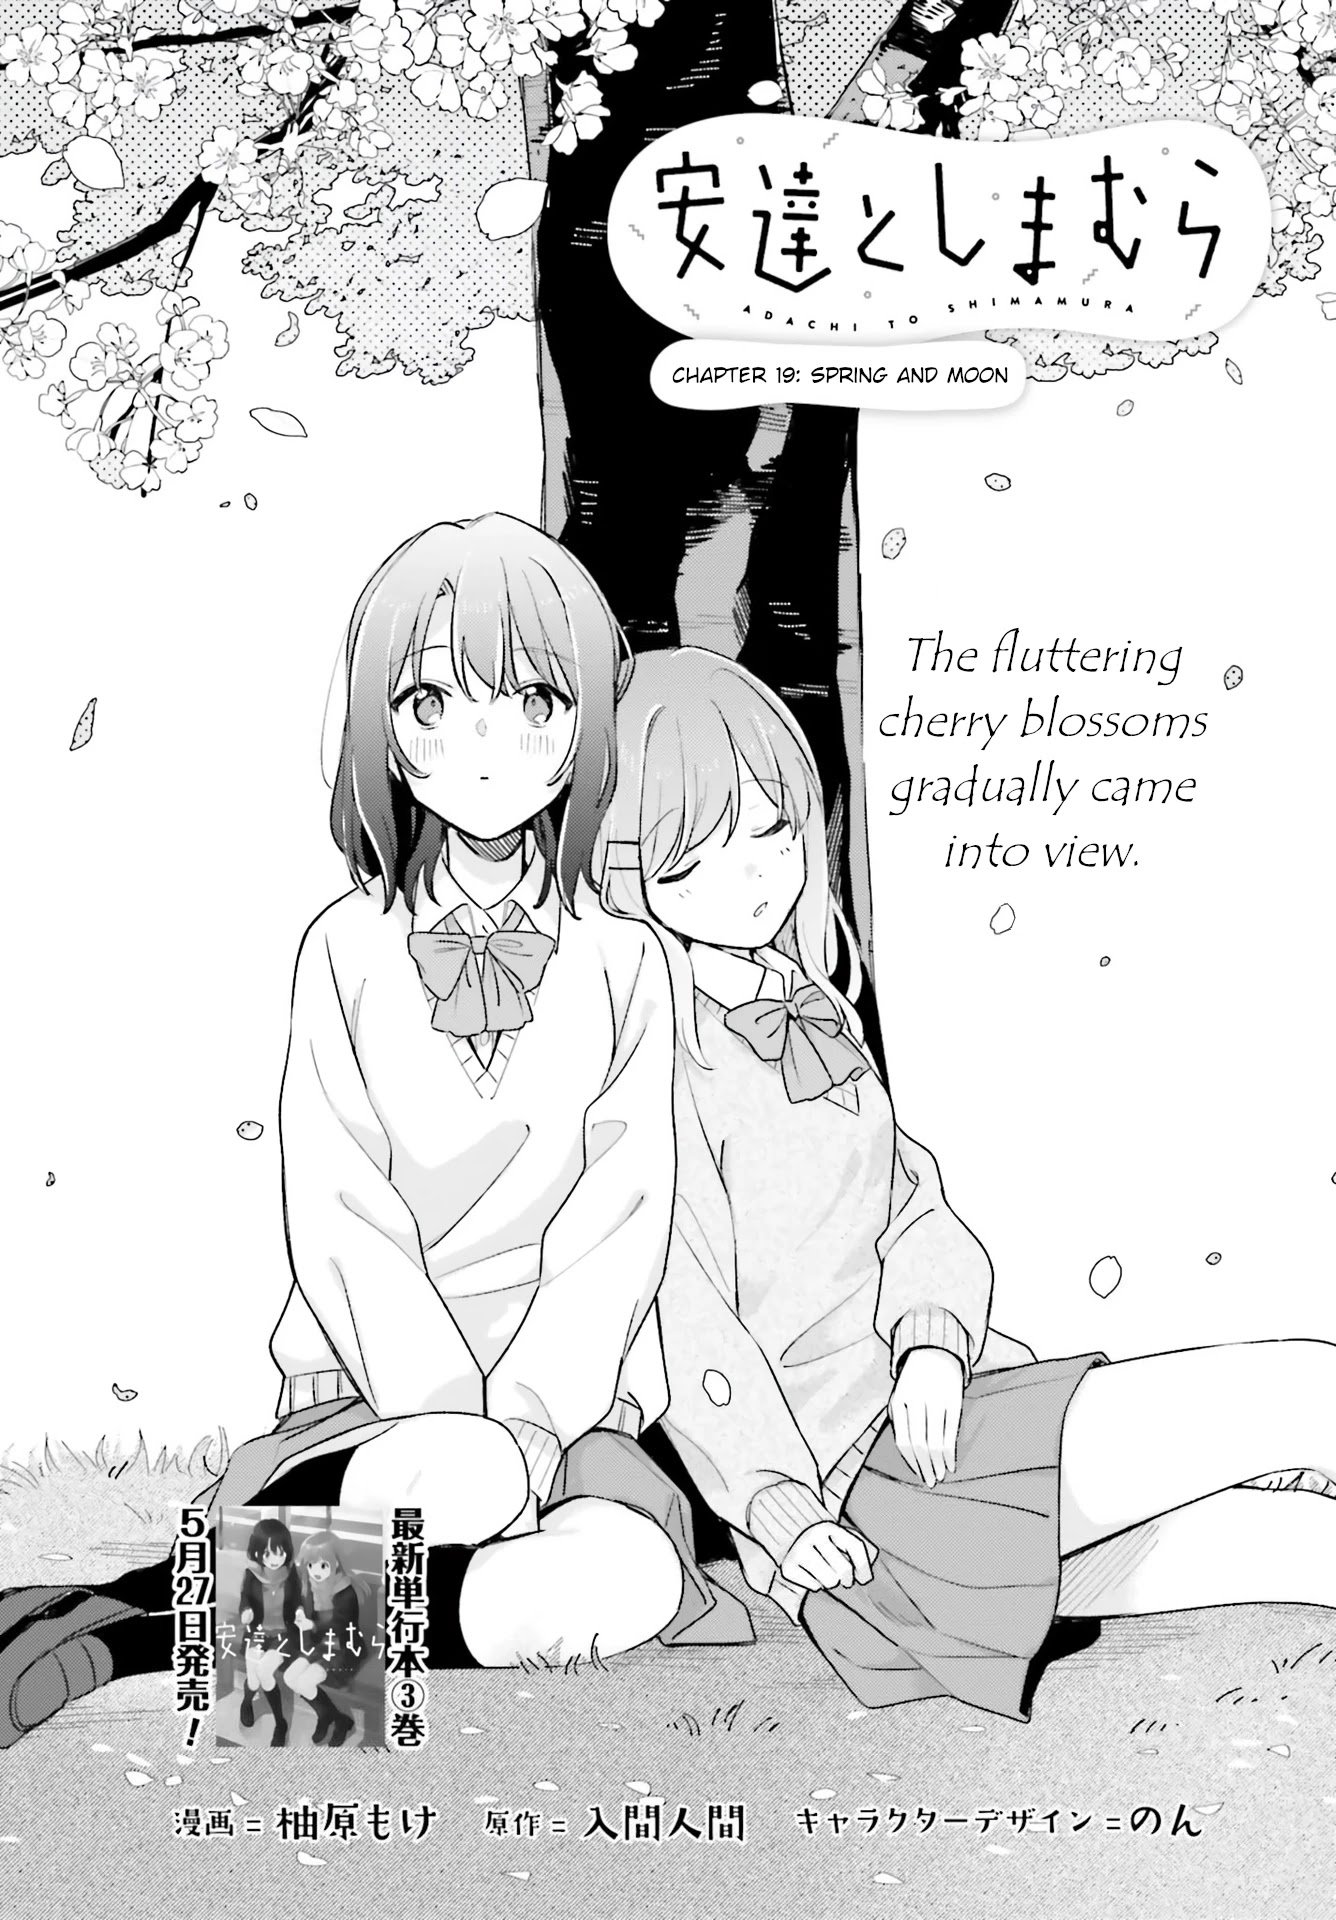 安達としまむら
ADACHI TO SHIMAMURA
CHAPTER 19: SPRING AND MOON
The fluttering
cherry blossoms
gradually came
into view.
最新単行本③巻
安達としまむら
5月27日発売!
漫画=柚原もけ 原作=入間人間 キャラクターデザイン=のん